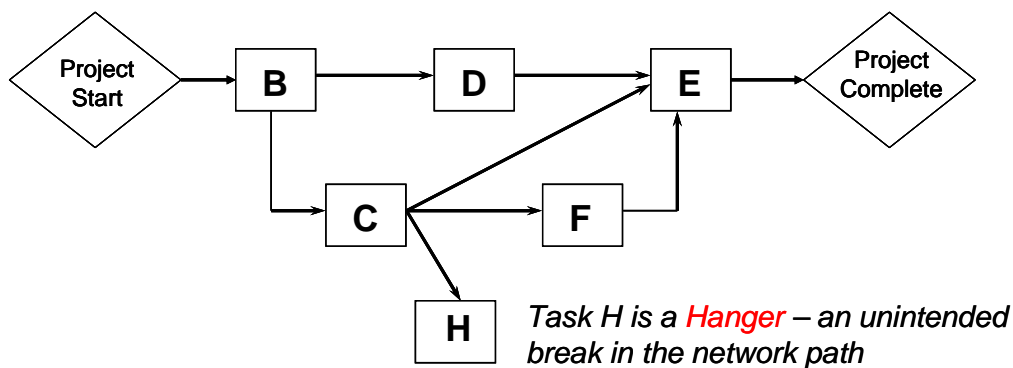 Project
Start
B
D
E
Project
Complete
C
F
H
Task H is a Hanger – an unintended
break in the network path